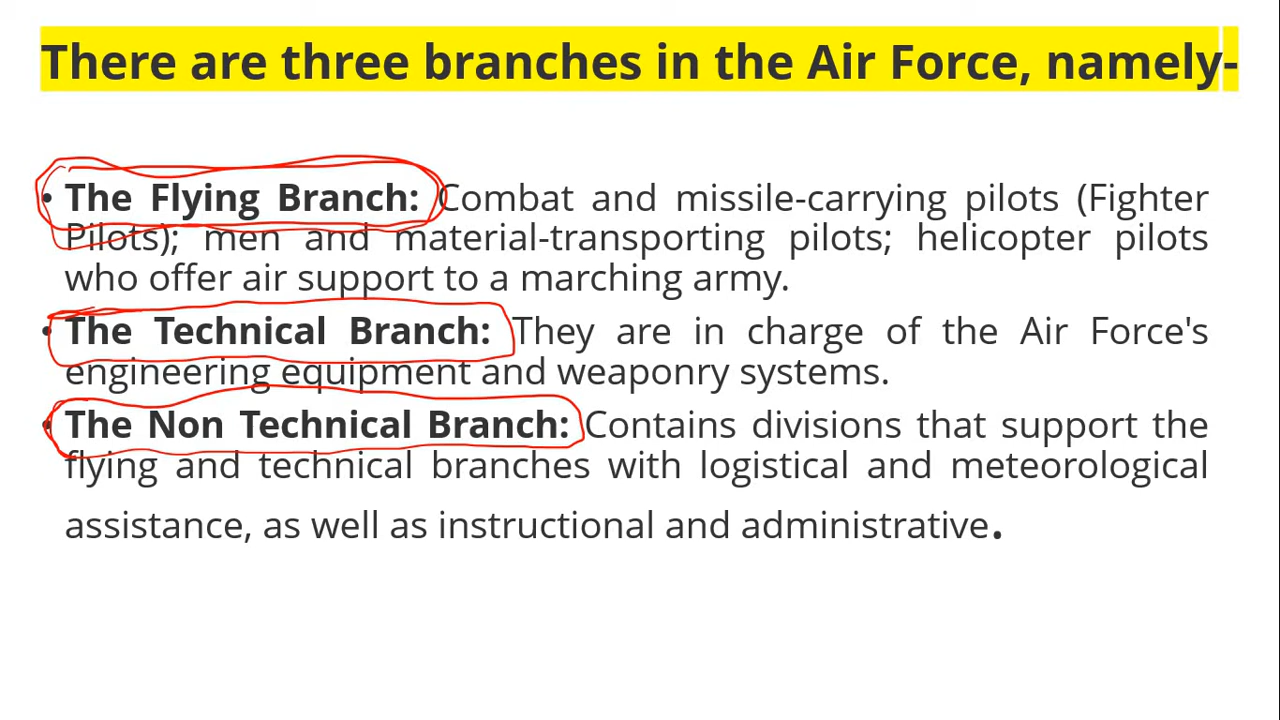 There are three branches in the Air Force, namely-
• The Flying Branch: Combat and missile-carrying pilots (Fighter
Pilots); men and material-transporting pilots; helicopter pilots
who offer air support to a marching army.
• The Technical Branch: They are in charge of the Air Force's
engineering equipment and weaponry systems.
• The Non Technical Branch: Contains divisions that support the
flying and technical branches with logistical and meteorological
assistance, as well as instructional and administrative.